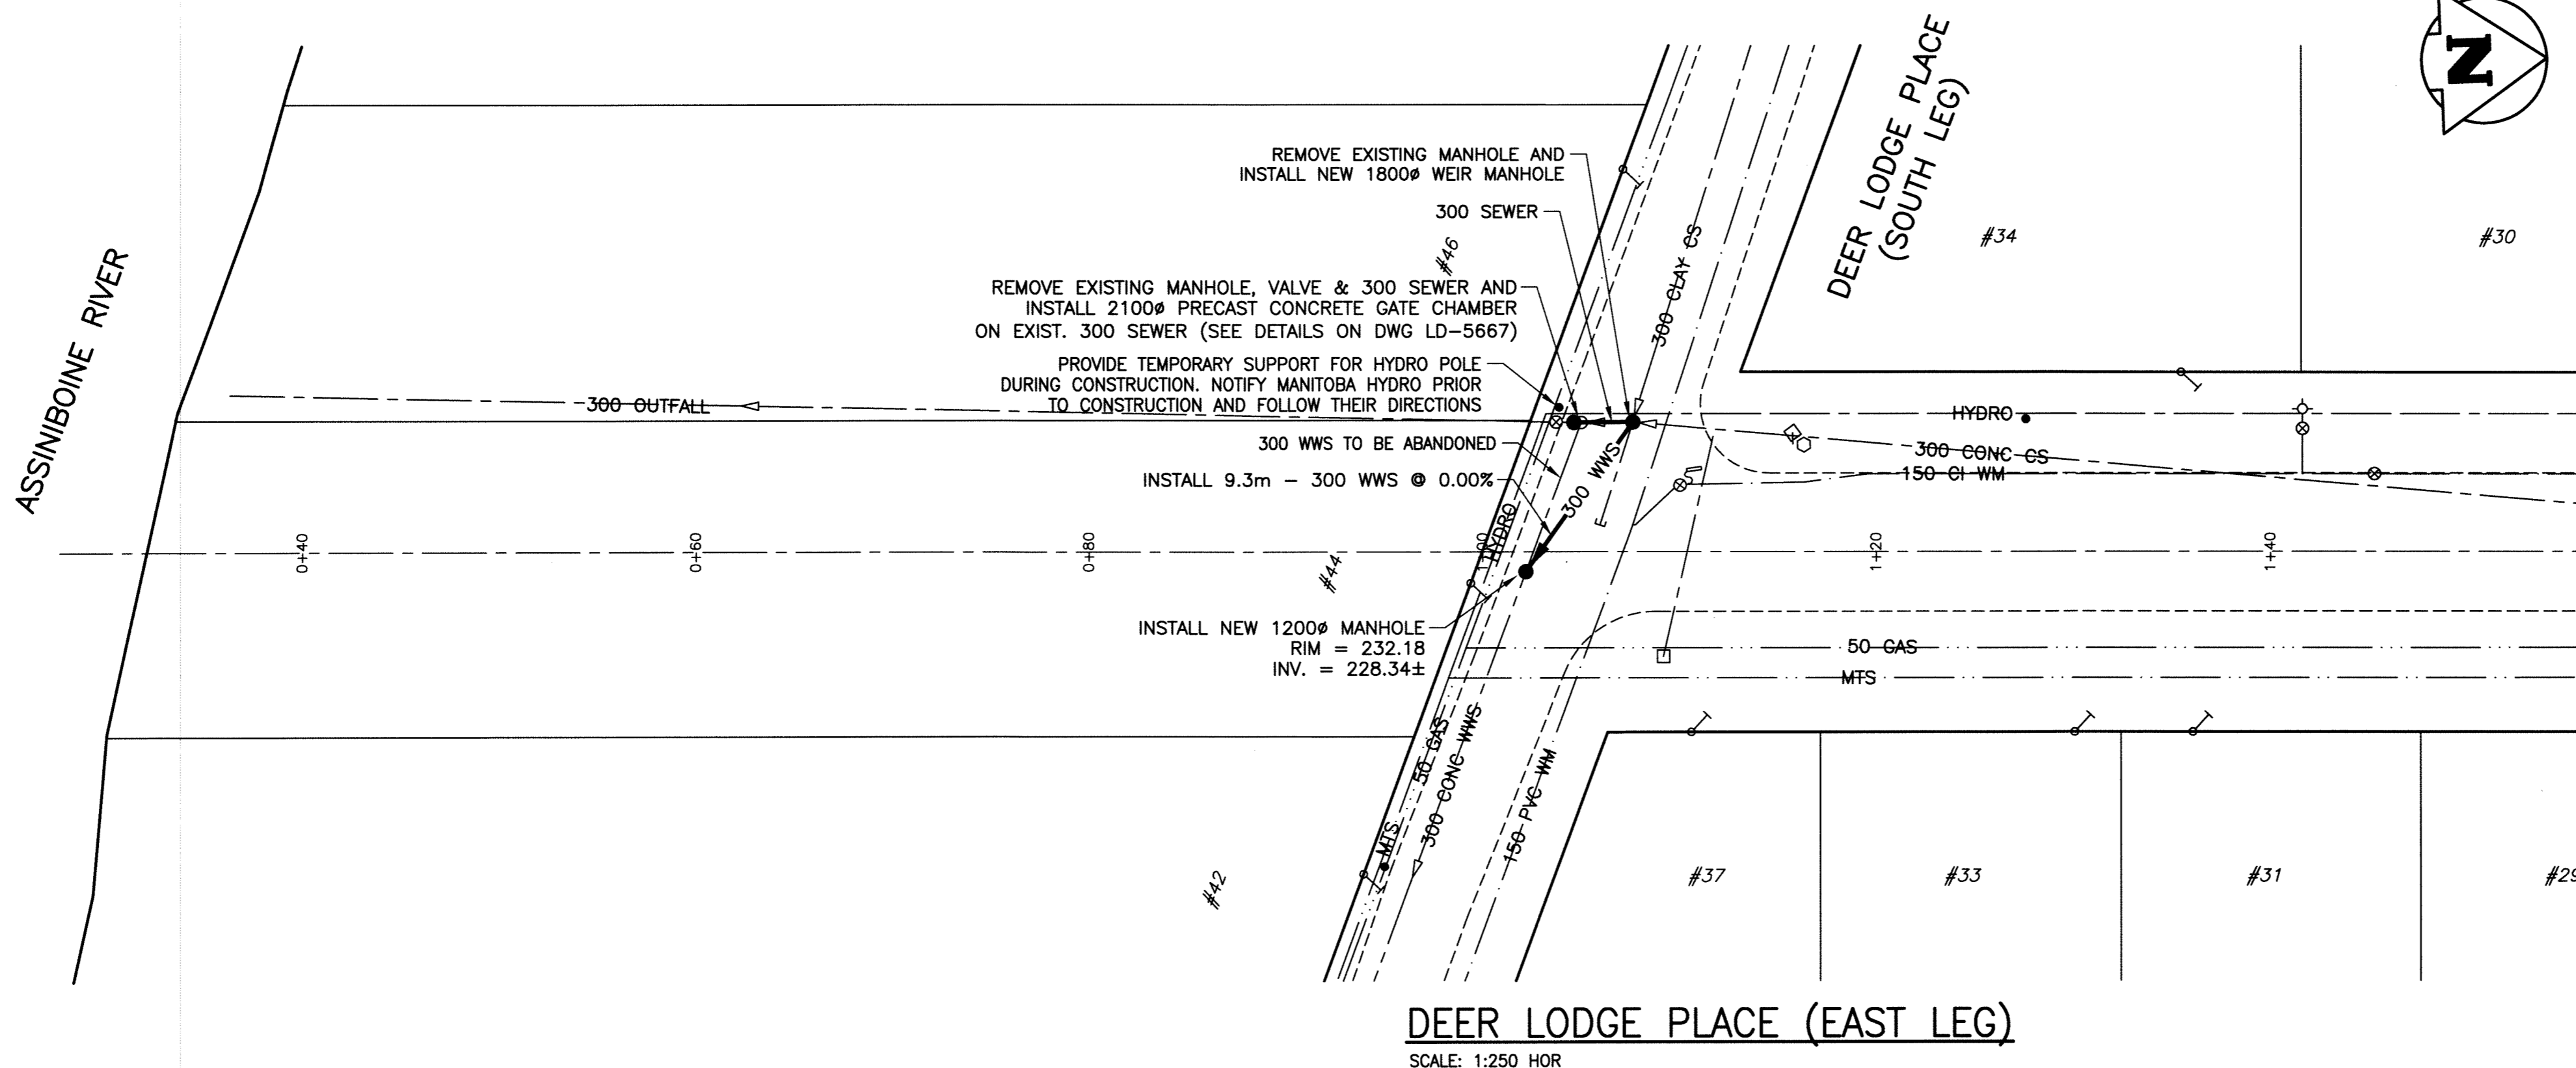 N
DEER LODGE PLACE
(SOUTH LEG)
REMOVE EXISTING MANHOLE AND
INSTALL NEW 1800ø WEIR MANHOLE
300 SEWER
#46
300 CLAY CS
#34
#30
ASSINIBOINE RIVER
REMOVE EXISTING MANHOLE, VALVE & 300 SEWER AND
INSTALL 2100ø PRECAST CONCRETE GATE CHAMBER
ON EXIST. 300 SEWER (SEE DETAILS ON DWG LD-5667)
PROVIDE TEMPORARY SUPPORT FOR HYDRO POLE
DURING CONSTRUCTION. NOTIFY MANITOBA HYDRO PRIOR
TO CONSTRUCTION AND FOLLOW THEIR DIRECTIONS
300 OUTFALL
HYDRO
300 WWS TO BE ABANDONED
300 CONC CS
150 CI WM
INSTALL 9.3m - 300 WWS @ 0.00%
300 WWS
E
HYDRO
0+40
0+60
0+80
1+00
1+20
1+40
#44
INSTALL NEW 1200ø MANHOLE
RIM = 232.18
INV. = 228.34±
50 GAS
MTS
50 GAS
300 CONC WWS
150 PVC WM
MTS
#42
#37
#33
#31
#29
DEER LODGE PLACE (EAST LEG)
SCALE: 1:250 HOR